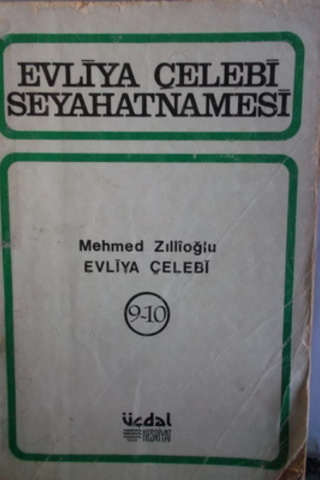 EVLİYA ÇELEBİ
SEYAHATNAMESİ
Mehmed Zıllîoğlu
EVLİYA ÇELEBİ
9-10
üçdal
NEŞRİYAT